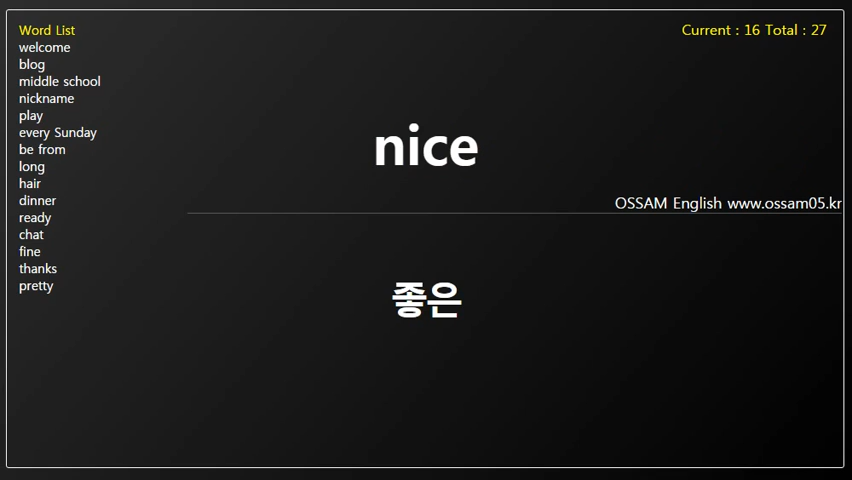 Word List
welcome
blog
middle school
nickname
play
every Sunday
be from
long
hair
dinner
ready
chat
fine
thanks
pretty
Current : 16 Total : 27
nice
OSSAM English www.ossam05.kr
좋은